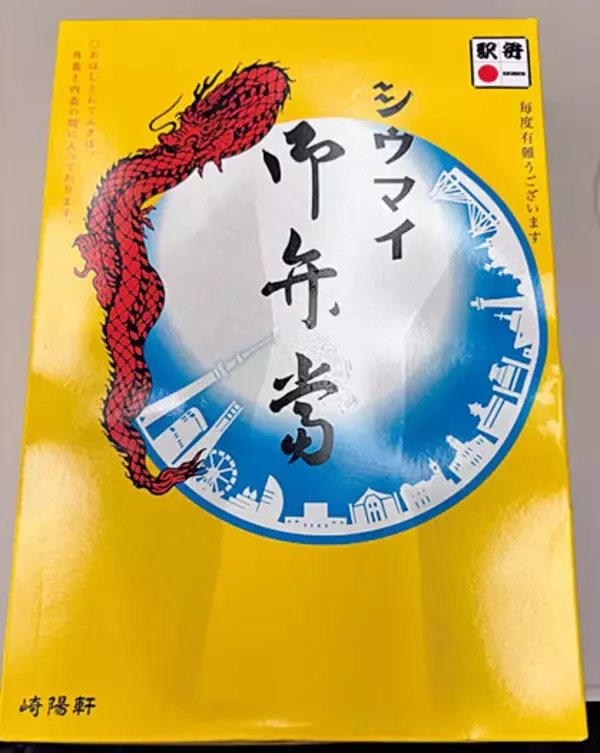 駅弁
EKIBEN
毎度有難うございます
シウマイ
御弁當
○おはしとおてふきは、
外蓋と内蓋の間に入っております。
崎陽軒